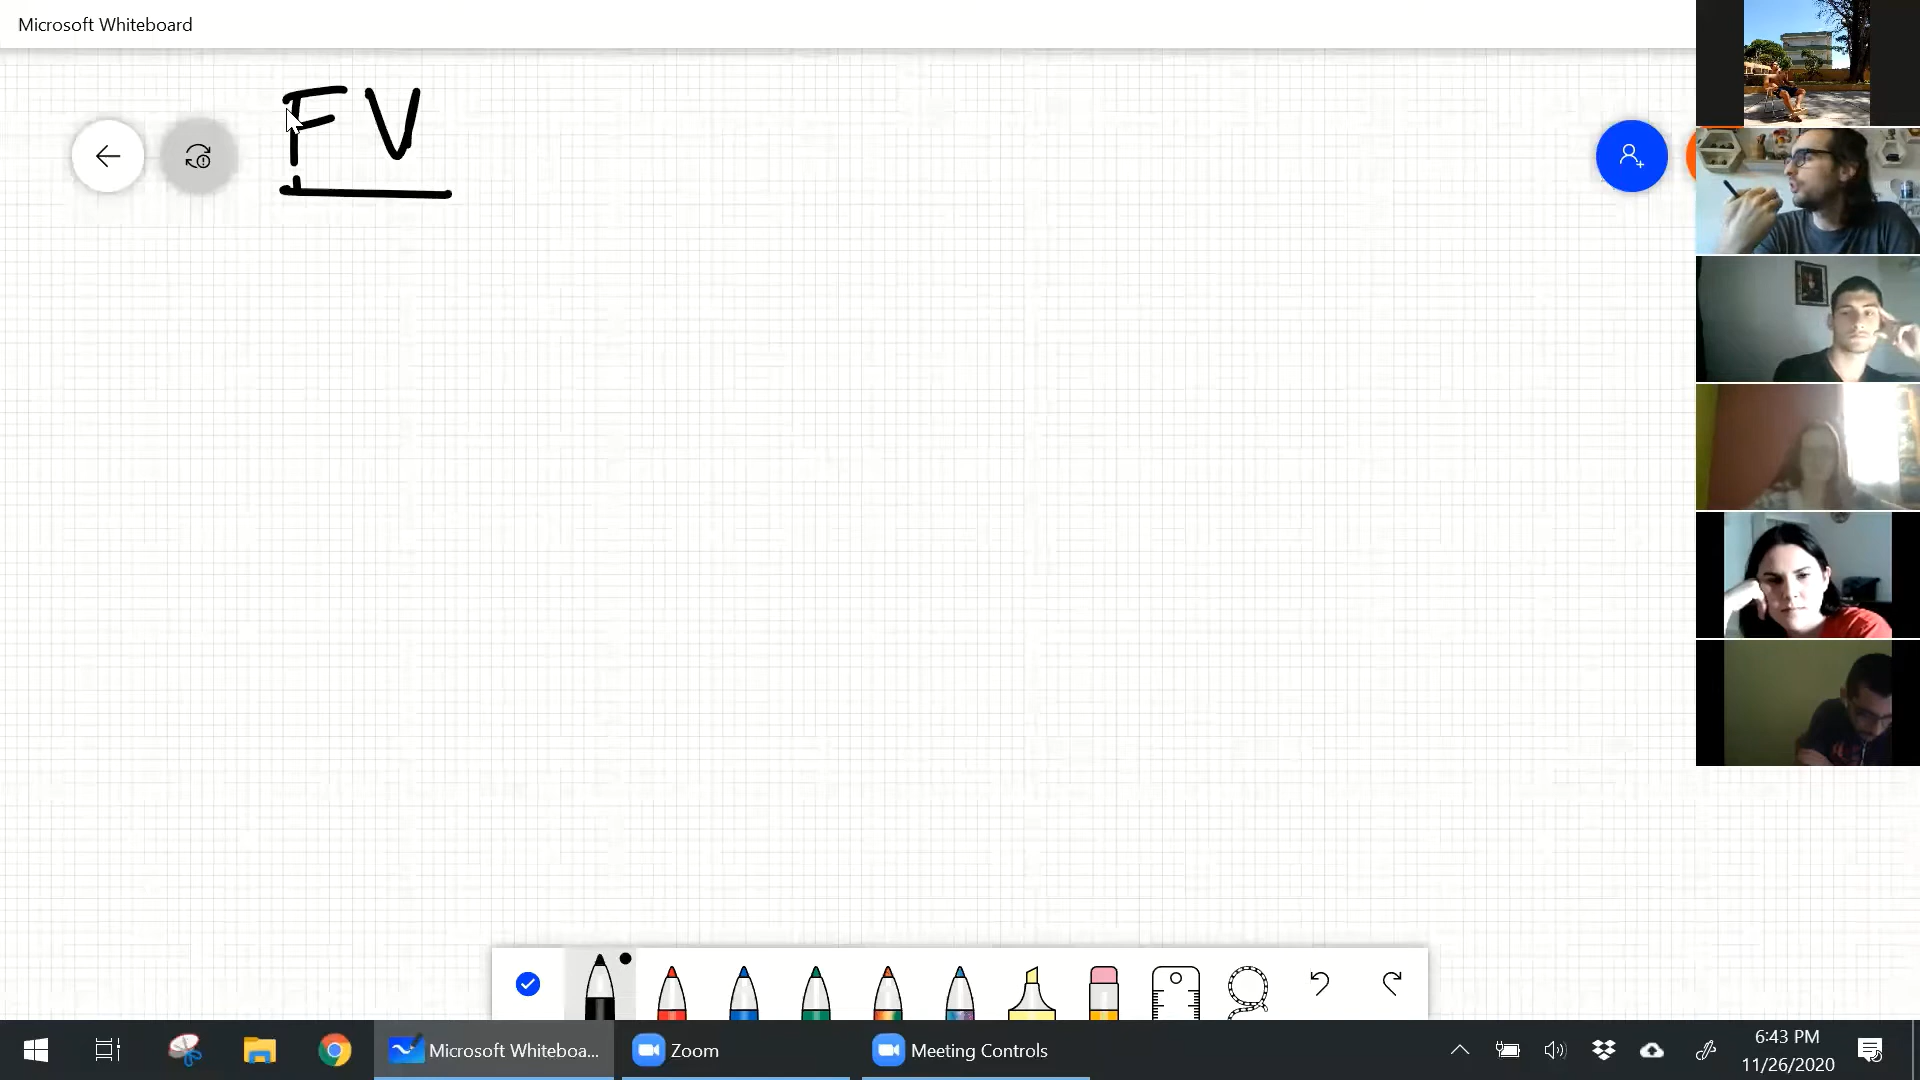 Microsoft Whiteboard
FV
Microsoft Whiteboa...
Zoom
Meeting Controls
6:43 PM
11/26/2020